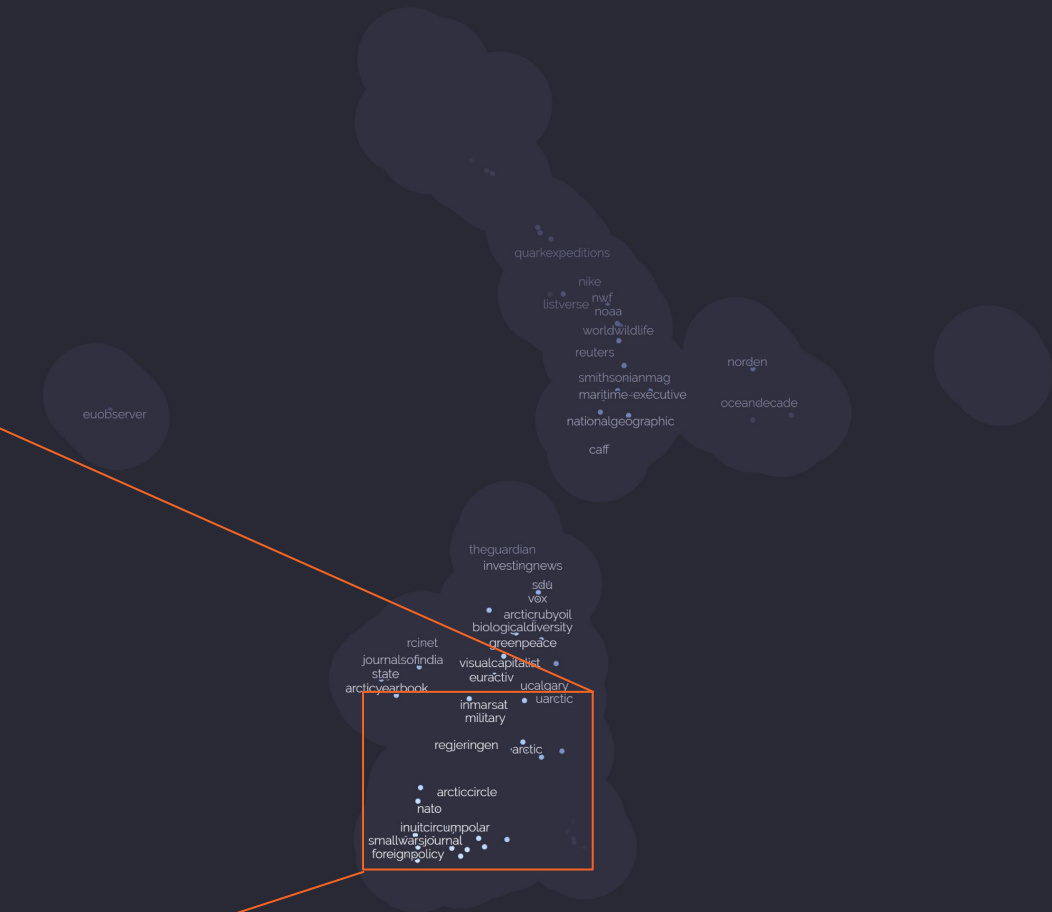 quarkexpeditions
nike
nwf
listverse
noaa
worldwildlife
reuters
norden
smithsonianmag
maritime-executive
oceandecade
euobserver
nationalgeographic
caff
theguardian
investingnews
sdu
vox
arcticrubyoil
biologicaldiversity
rcinet
greenpeace
journalsofindia
visualcapitalist
state
euractiv
arcticyearbook
ucalgary
uarctic
inmarsat
military
regjeringen
arctic
arcticcircle
nato
inuitcircumpolar
smallwarsjournal
foreignpolicy